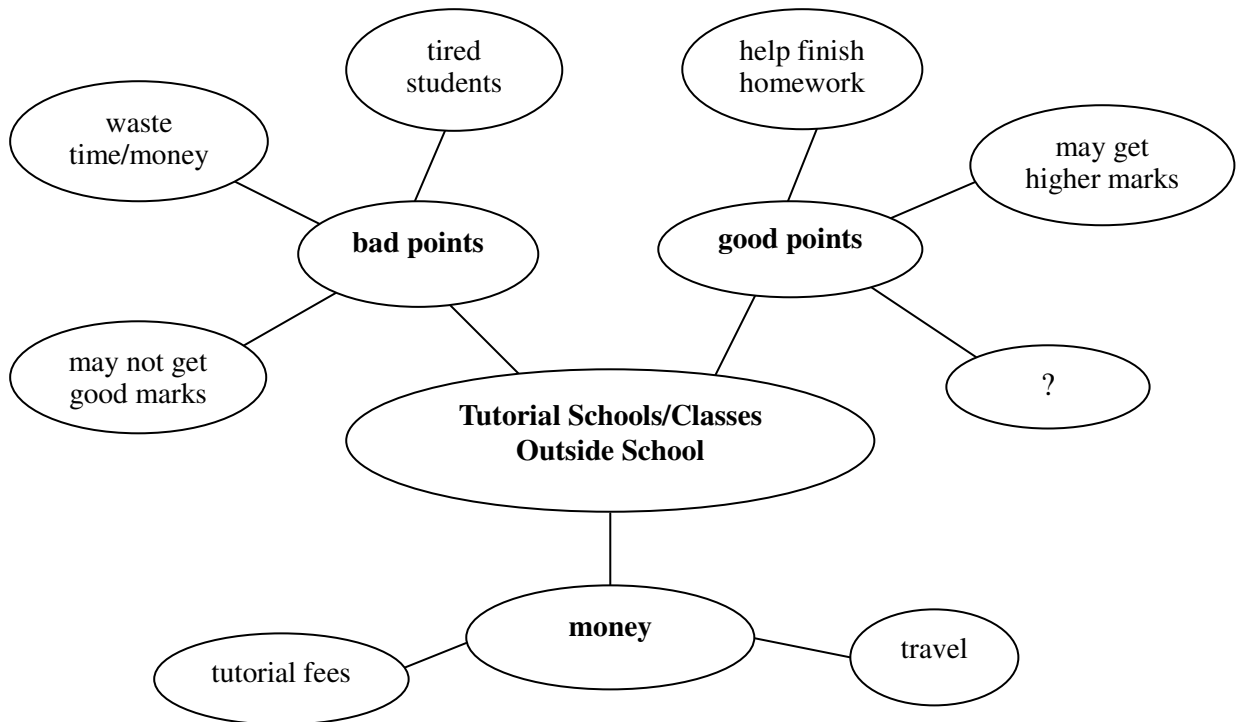 tired
students
help finish
homework
waste
time/money
may get
higher marks
bad points
good points
may not get
good marks
?
Tutorial Schools/Classes
Outside School
money
tutorial fees
travel